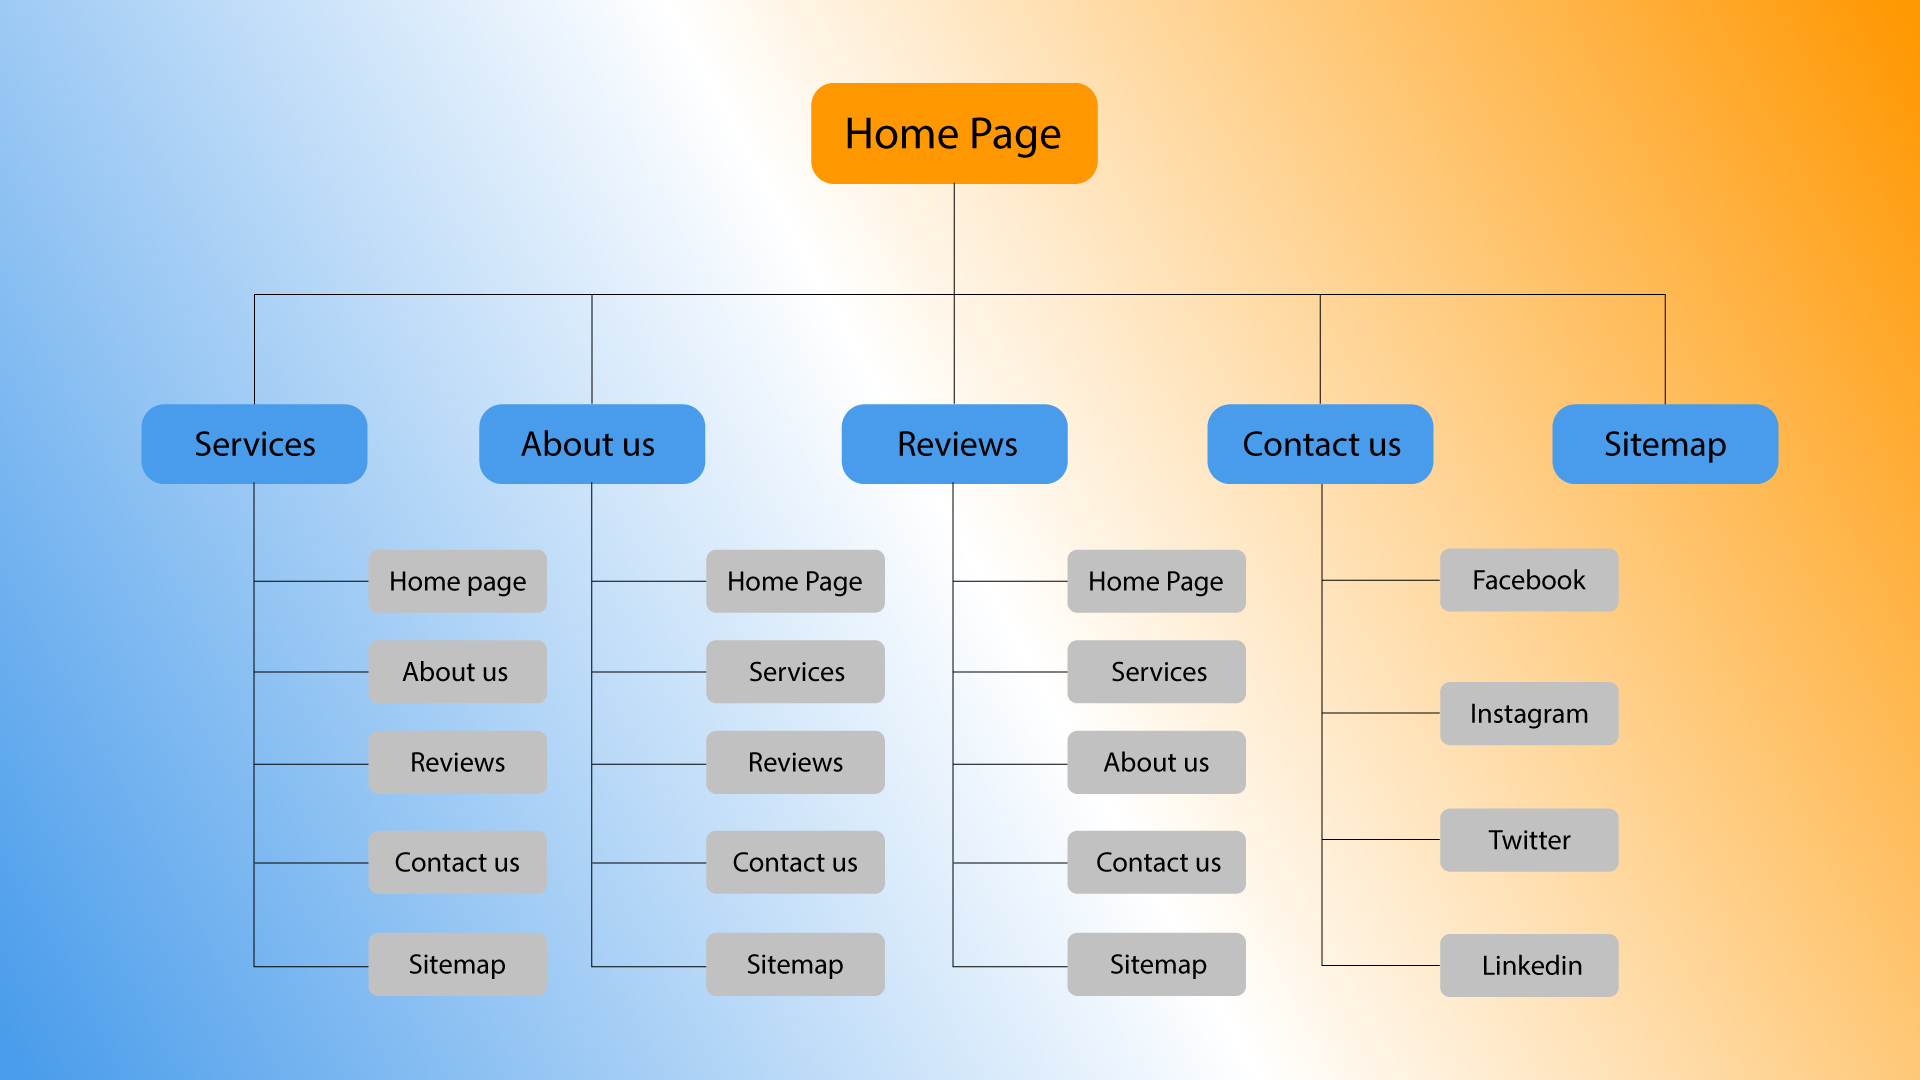 Home Page
Services
About us
Reviews
Contact us
Sitemap
Home page
About us
Reviews
Contact us
Sitemap
Home Page
Services
Reviews
Contact us
Sitemap
Home Page
Services
About us
Contact us
Sitemap
Facebook
Instagram
Twitter
Linkedin